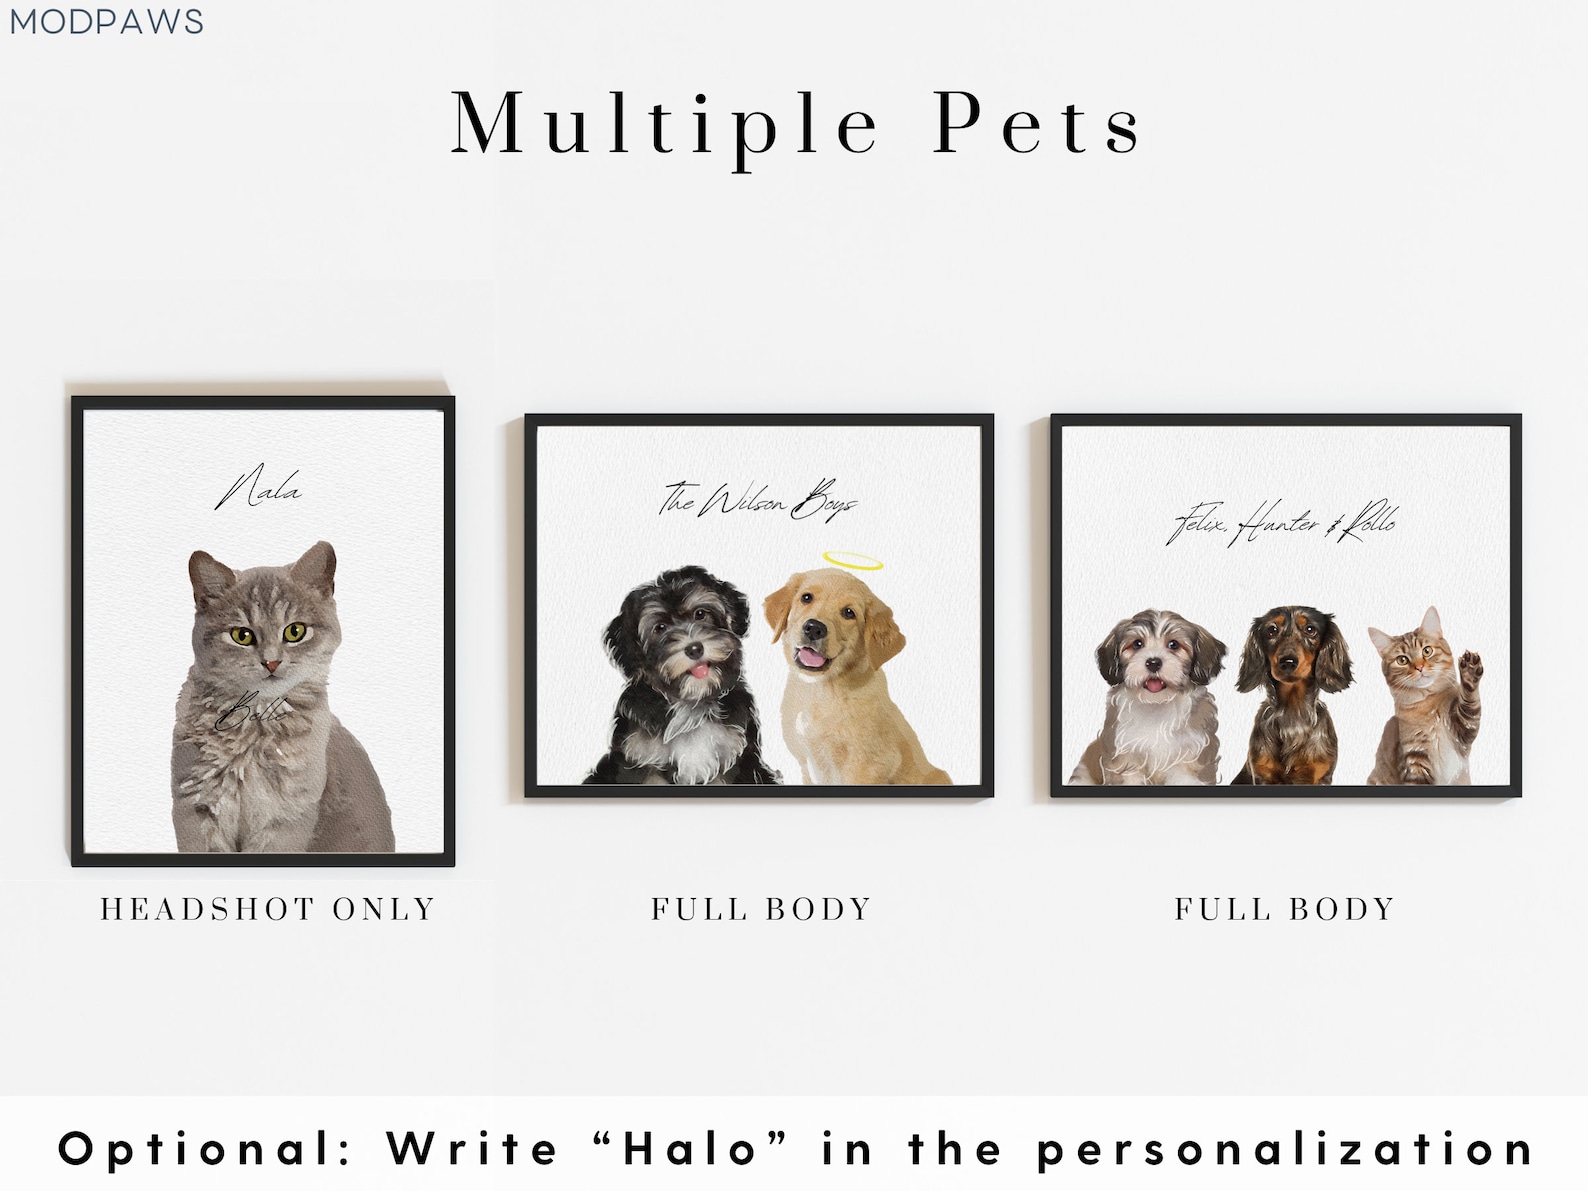 MODPAWS
Multiple Pets
Nala
Belle
The Wilson Boys
Felix, Hunter & Rollo
HEADSHOT ONLY
FULL BODY
FULL BODY
Optional: Write “Halo” in the personalization